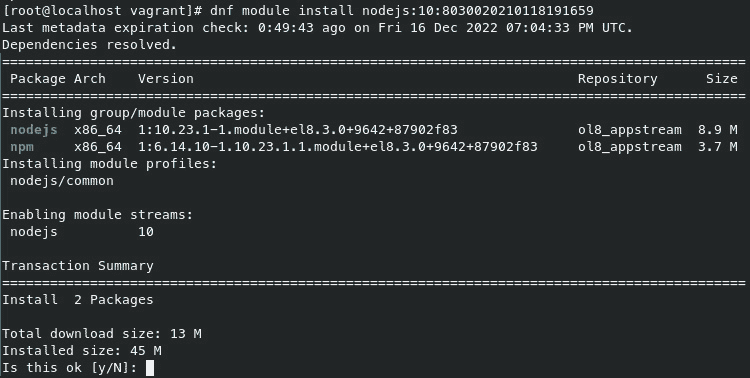 [root@localhost vagrant]# dnf module install nodejs:10:8030020210118191659
Last metadata expiration check: 0:49:43 ago on Fri 16 Dec 2022 07:04:33 PM UTC.
Dependencies resolved.
================================================================================
Package Arch Version Repository Size
================================================================================
Installing group/module packages:
nodejs x86_64 1:10.23.1-1.module+el8.3.0+9642+87902f83 ol8_appstream 8.9 M
npm x86_64 1:6.14.10-1.10.23.1.1.module+el8.3.0+9642+87902f83 ol8_appstream 3.7 M
Installing module profiles:
nodejs/common
Enabling module streams:
nodejs 10
Transaction Summary
================================================================================
Install 2 Packages
Total download size: 13 M
Installed size: 45 M
Is this ok [y/N]: